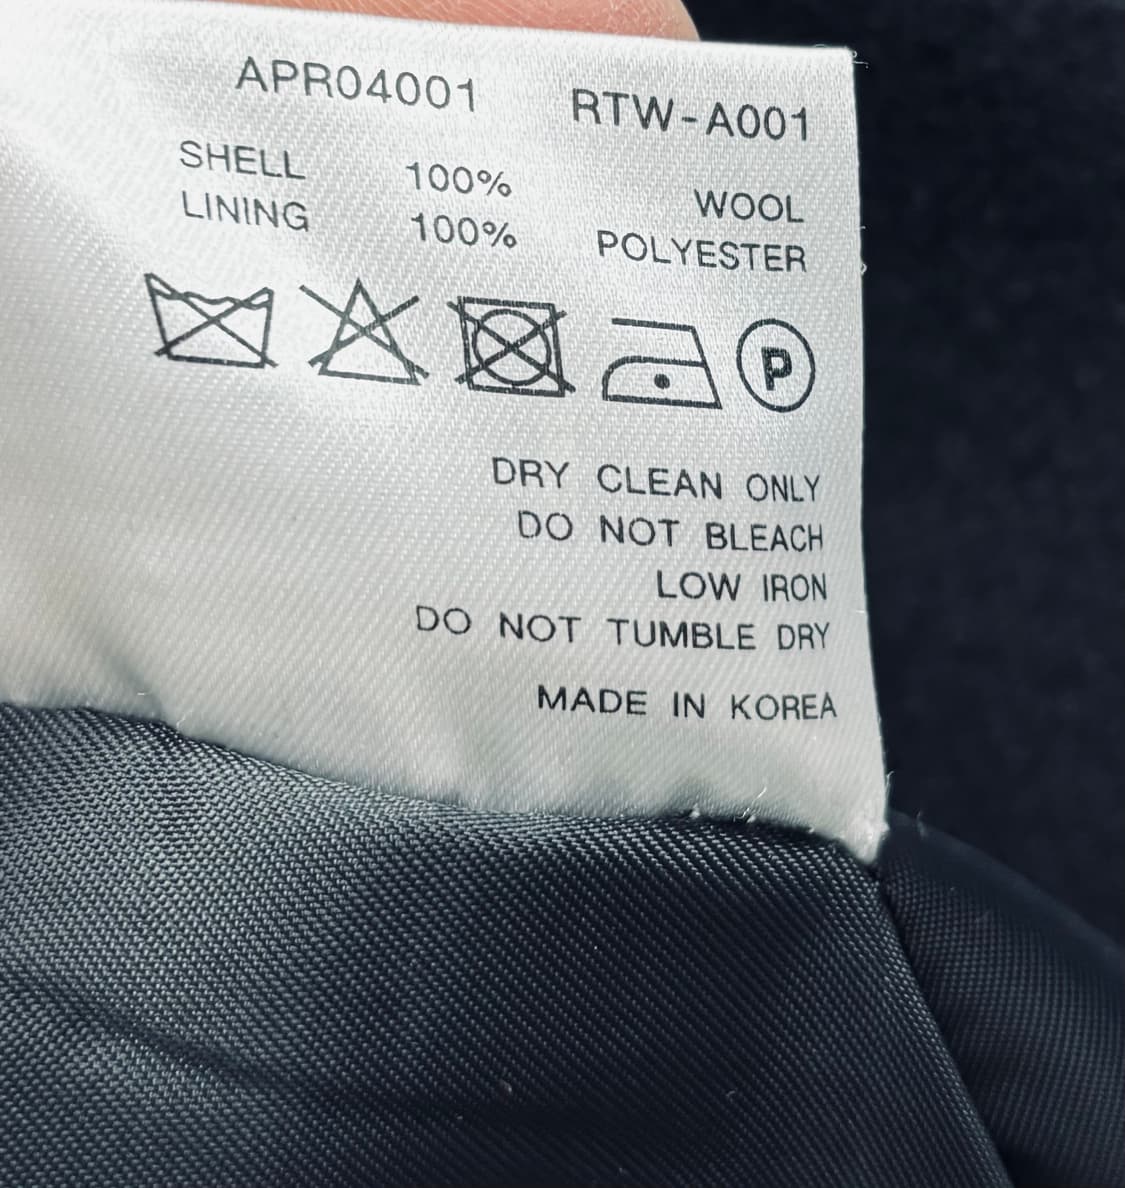 APR04001 RTW-A001
SHELL 100% WOOL
LINING 100% POLYESTER
P
DRY CLEAN ONLY
DO NOT BLEACH
LOW IRON
DO NOT TUMBLE DRY
MADE IN KOREA